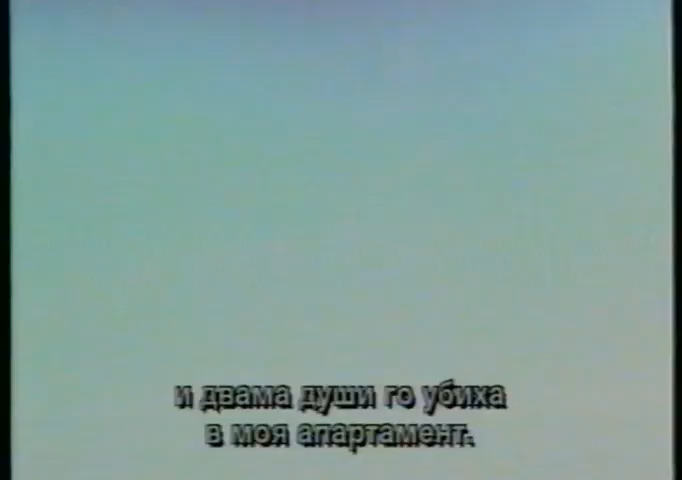 и двама души го убиха
в моя апартамент.